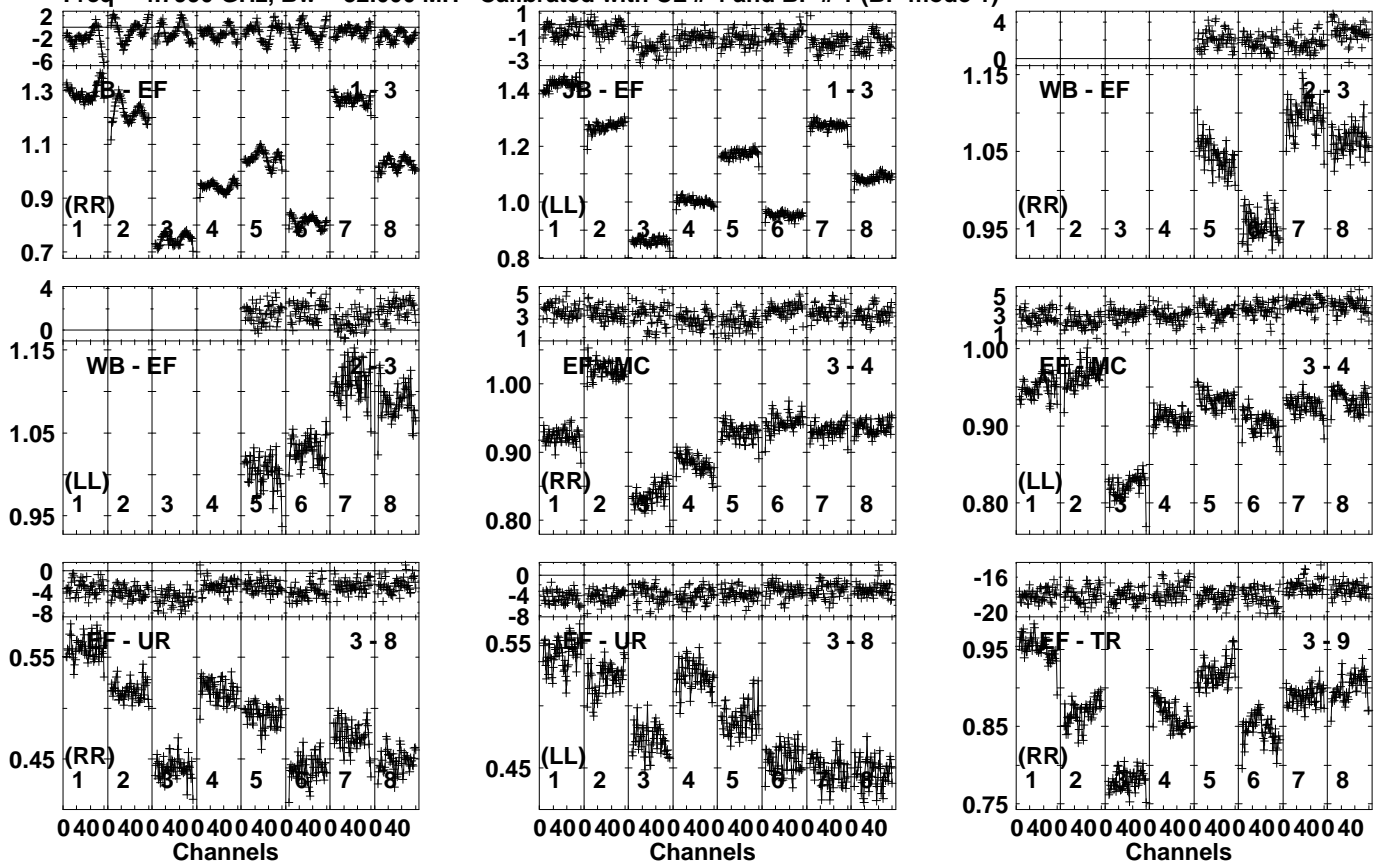 Calibrated with CL # 4 and BP # 1 (BP mode 1)
2
-2
-6
1
-1
-3
4
0
JB - EF
1 - 3
1.3
1.1
0.9
0.7
(RR)
1 2 3 4 5 6 7 8
JB - EF
1 - 3
1.4
1.2
1.0
0.8
(LL)
1 2 3 4 5 6 7 8
WB - EF
2 - 3
1.15
1.05
0.95
(RR)
1 2 3 4 5 6 7 8
4
0
5
3
1
5
3
1
WB - EF
2 - 3
1.15
1.05
0.95
(LL)
1 2 3 4 5 6 7 8
EF - MC
3 - 4
1.00
0.90
0.80
(RR)
1 2 3 4 5 6 7 8
EF - MC
3 - 4
1.00
0.90
0.80
(LL)
1 2 3 4 5 6 7 8
0
-4
-8
0
-4
-8
-16
-20
EF - UR
3 - 8
0.55
0.45
(RR)
1 2 3 4 5 6 7 8
EF - UR
3 - 8
0.55
0.45
(LL)
1 2 3 4 5 6 7 8
EF - TR
3 - 9
0.95
0.85
0.75
(RR)
1 2 3 4 5 6 7 8
0 40 0 40 0 40 0 40 0 40 0 40 0 40 0 40
0 40 0 40 0 40 0 40 0 40 0 40 0 40 0 40
0 40 0 40 0 40 0 40 0 40 0 40 0 40 0 40
Channels
Channels
Channels